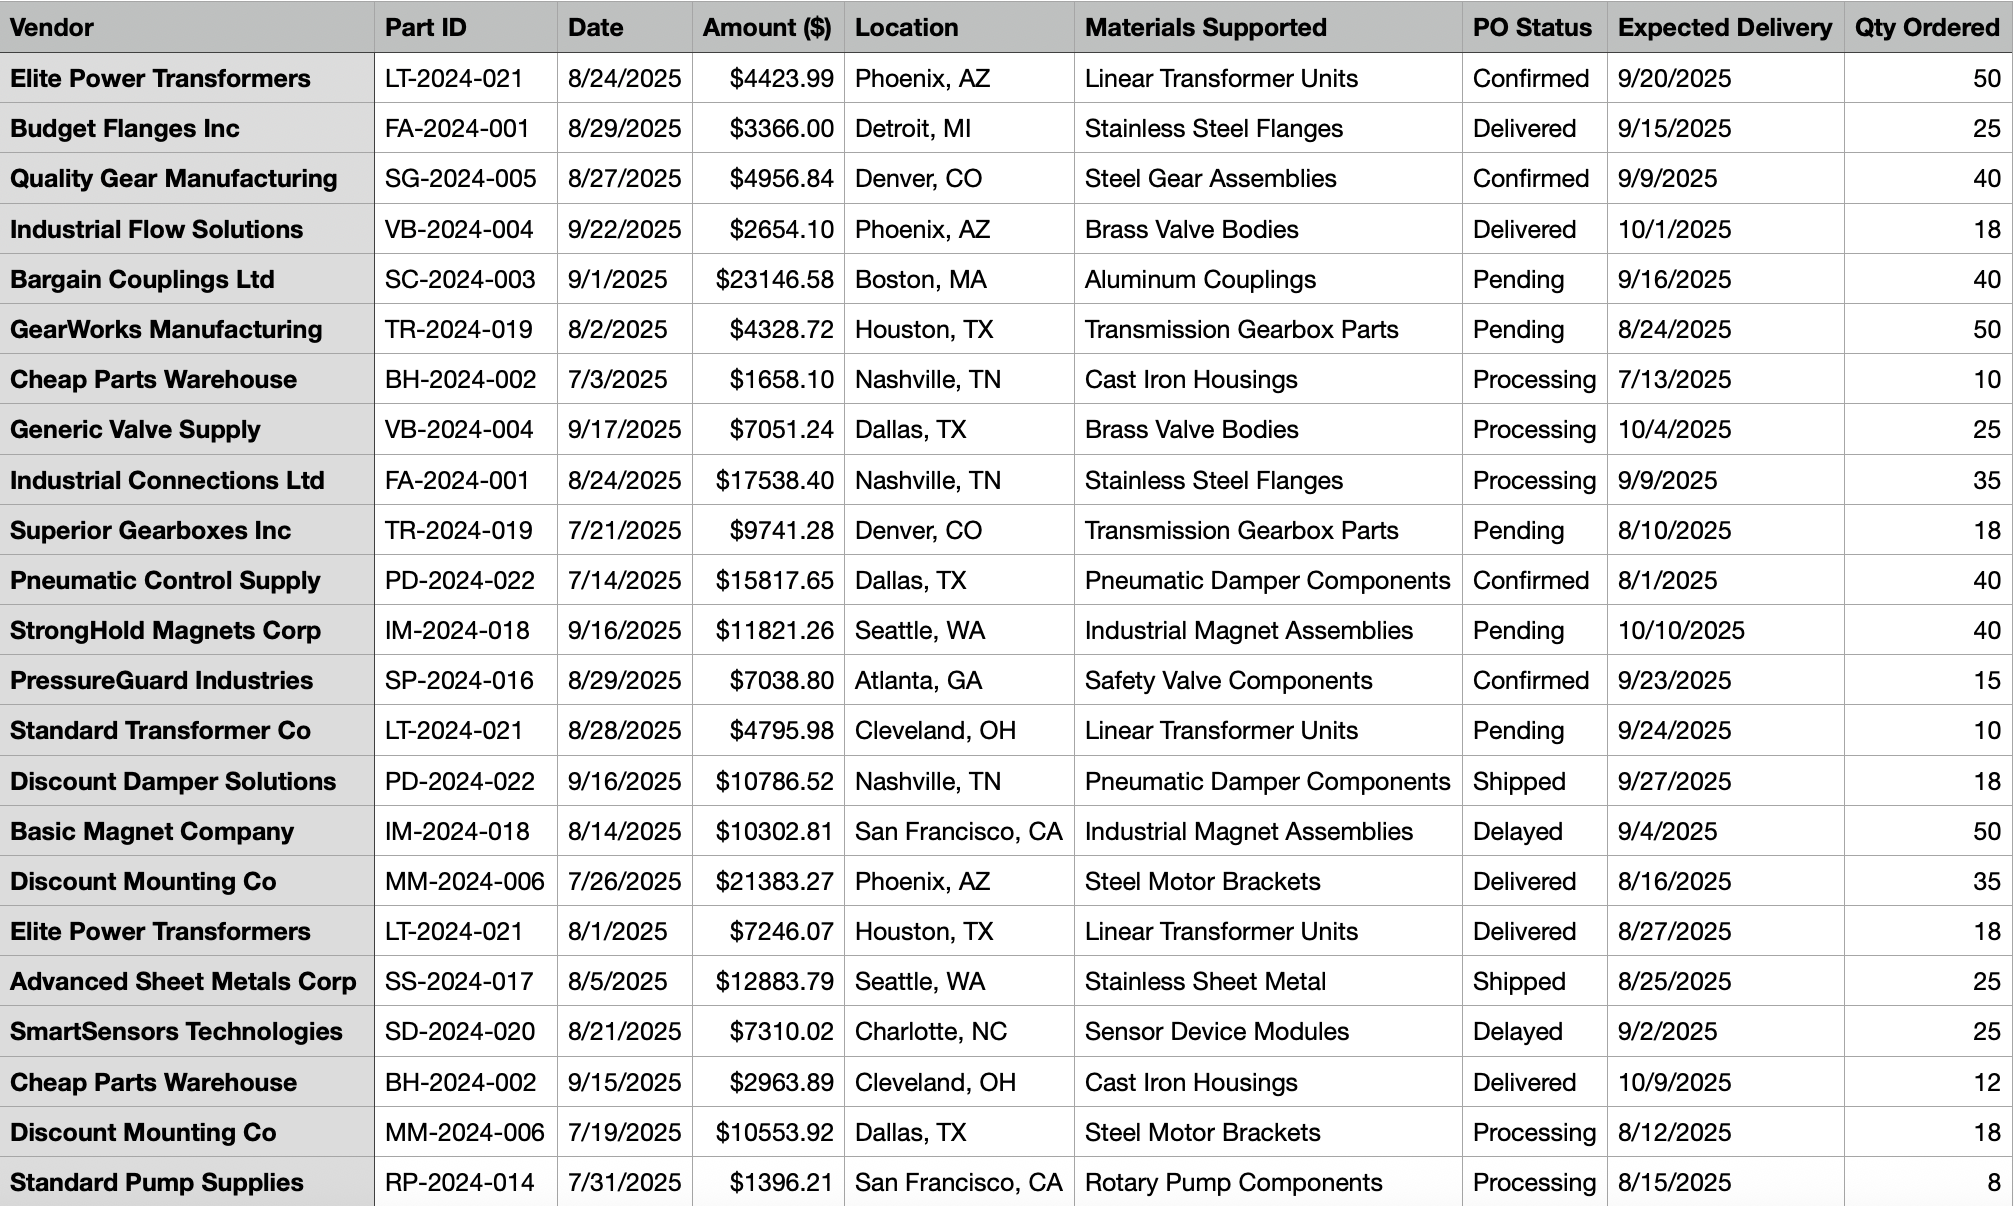 Vendor Part ID Date Amount ($) Location Materials Supported PO Status Expected Delivery Qty Ordered
Elite Power Transformers LT-2024-021 8/24/2025 $4423.99 Phoenix, AZ Linear Transformer Units Confirmed 9/20/2025 50
Budget Flanges Inc FA-2024-001 8/29/2025 $3366.00 Detroit, MI Stainless Steel Flanges Delivered 9/15/2025 25
Quality Gear Manufacturing SG-2024-005 8/27/2025 $4956.84 Denver, CO Steel Gear Assemblies Confirmed 9/9/2025 40
Industrial Flow Solutions VB-2024-004 9/22/2025 $2654.10 Phoenix, AZ Brass Valve Bodies Delivered 10/1/2025 18
Bargain Couplings Ltd SC-2024-003 9/1/2025 $23146.58 Boston, MA Aluminum Couplings Pending 9/16/2025 40
GearWorks Manufacturing TR-2024-019 8/2/2025 $4328.72 Houston, TX Transmission Gearbox Parts Pending 8/24/2025 50
Cheap Parts Warehouse BH-2024-002 7/3/2025 $1658.10 Nashville, TN Cast Iron Housings Processing 7/13/2025 10
Generic Valve Supply VB-2024-004 9/17/2025 $7051.24 Dallas, TX Brass Valve Bodies Processing 10/4/2025 25
Industrial Connections Ltd FA-2024-001 8/24/2025 $17538.40 Nashville, TN Stainless Steel Flanges Processing 9/9/2025 35
Superior Gearboxes Inc TR-2024-019 7/21/2025 $9741.28 Denver, CO Transmission Gearbox Parts Pending 8/10/2025 18
Pneumatic Control Supply PD-2024-022 7/14/2025 $15817.65 Dallas, TX Pneumatic Damper Components Confirmed 8/1/2025 40
StrongHold Magnets Corp IM-2024-018 9/16/2025 $11821.26 Seattle, WA Industrial Magnet Assemblies Pending 10/10/2025 40
PressureGuard Industries SP-2024-016 8/29/2025 $7038.80 Atlanta, GA Safety Valve Components Confirmed 9/23/2025 15
Standard Transformer Co LT-2024-021 8/28/2025 $4795.98 Cleveland, OH Linear Transformer Units Pending 9/24/2025 10
Discount Damper Solutions PD-2024-022 9/16/2025 $10786.52 Nashville, TN Pneumatic Damper Components Shipped 9/27/2025 18
Basic Magnet Company IM-2024-018 8/14/2025 $10302.81 San Francisco, CA Industrial Magnet Assemblies Delayed 9/4/2025 50
Discount Mounting Co MM-2024-006 7/26/2025 $21383.27 Phoenix, AZ Steel Motor Brackets Delivered 8/16/2025 35
Elite Power Transformers LT-2024-021 8/1/2025 $7246.07 Houston, TX Linear Transformer Units Delivered 8/27/2025 18
Advanced Sheet Metals Corp SS-2024-017 8/5/2025 $12883.79 Seattle, WA Stainless Sheet Metal Shipped 8/25/2025 25
SmartSensors Technologies SD-2024-020 8/21/2025 $7310.02 Charlotte, NC Sensor Device Modules Delayed 9/2/2025 25
Cheap Parts Warehouse BH-2024-002 9/15/2025 $2963.89 Cleveland, OH Cast Iron Housings Delivered 10/9/2025 12
Discount Mounting Co MM-2024-006 7/19/2025 $10553.92 Dallas, TX Steel Motor Brackets Processing 8/12/2025 18
Standard Pump Supplies RP-2024-014 7/31/2025 $1396.21 San Francisco, CA Rotary Pump Components Processing 8/15/2025 8